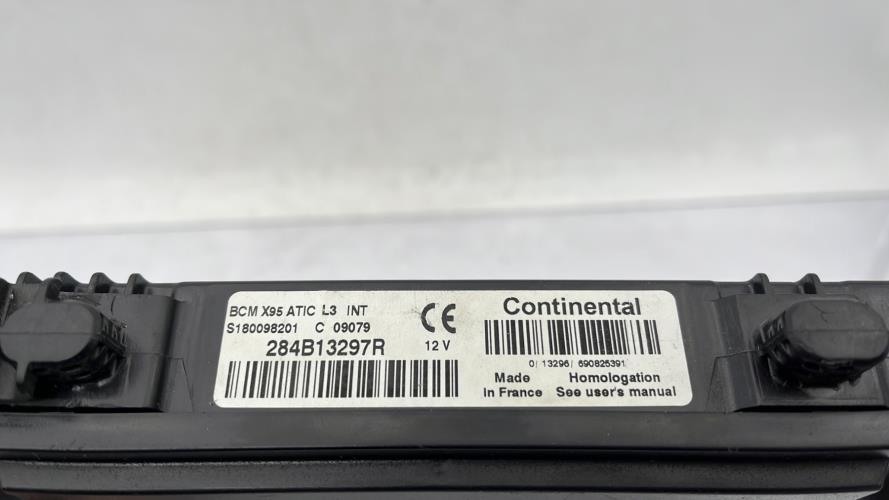 BCM X95 ATIC L3 INT
S180098201 C 09079
284B13297R
CE
12 V
Continental
0/ 13296/ 690825391/
Made in France
Homologation See user's manual